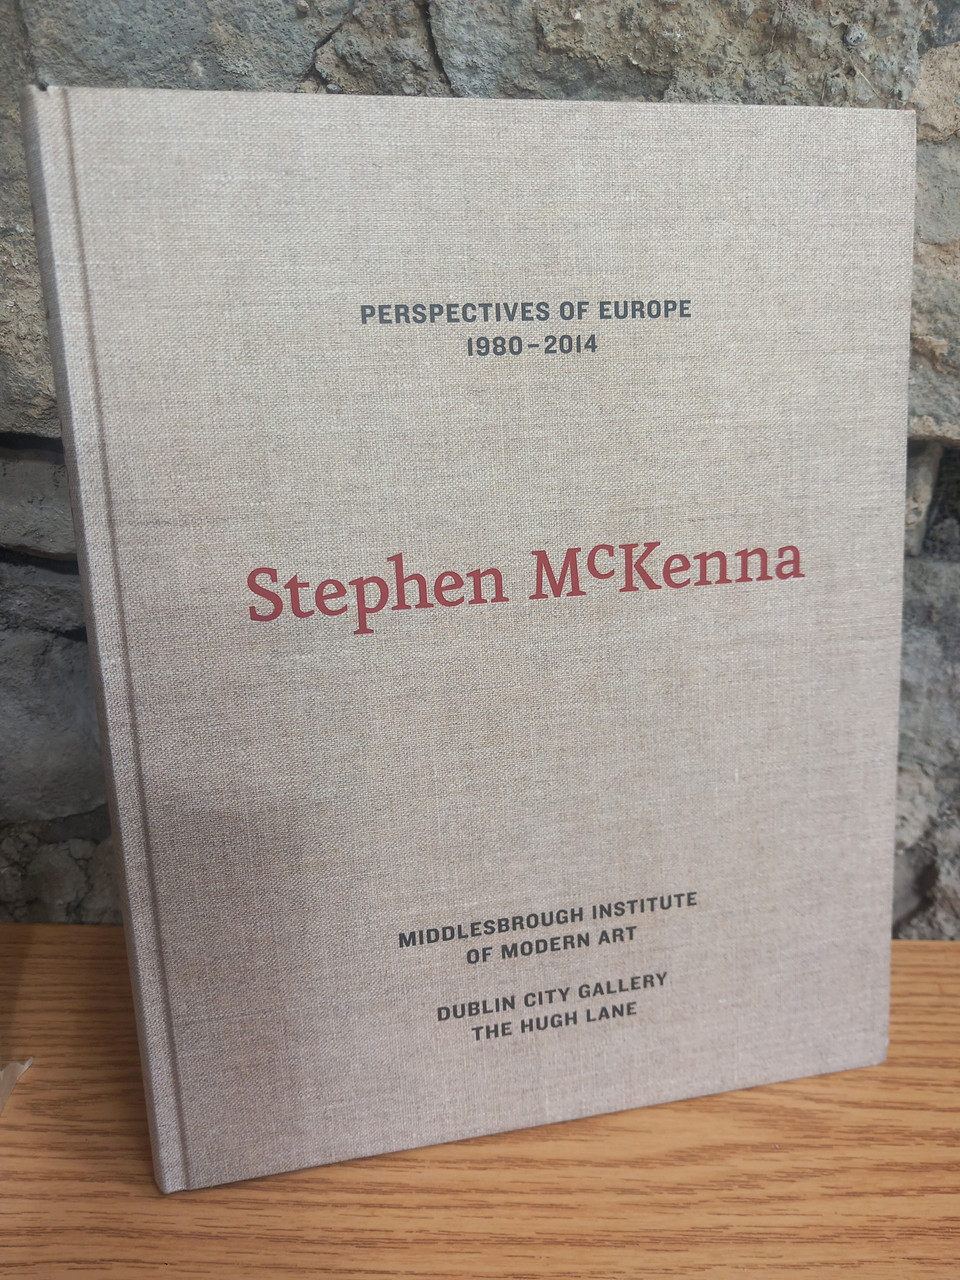 PERSPECTIVES OF EUROPE
1980–2014
Stephen McKenna
MIDDLESBROUGH INSTITUTE
OF MODERN ART
DUBLIN CITY GALLERY
THE HUGH LANE